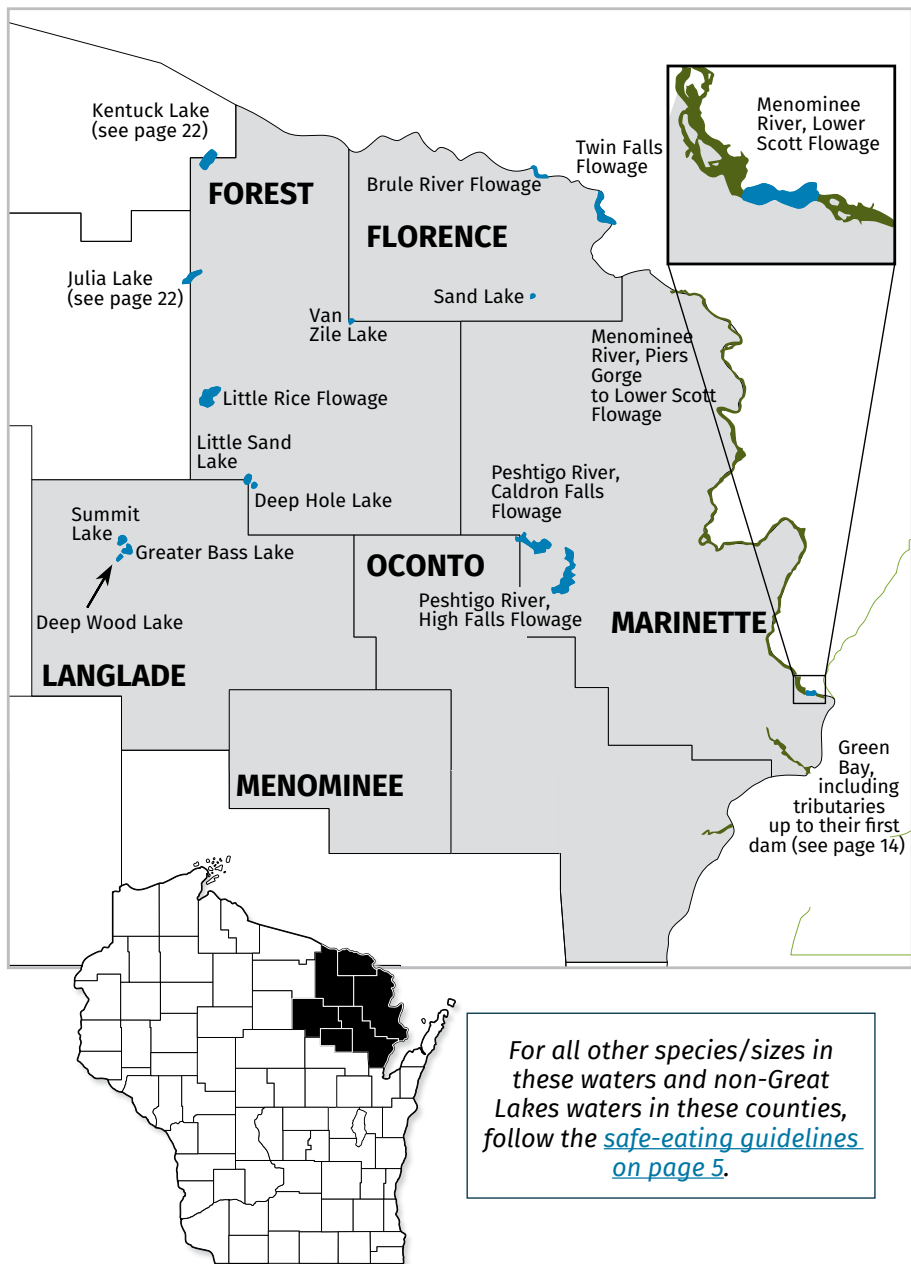 Kentuck Lake
(see page 22)
FOREST
Brule River Flowage
Twin Falls
Flowage
Menominee
River, Lower
Scott Flowage
FLORENCE
Julia Lake
(see page 22)
Sand Lake
Van
Zile Lake
Menominee
River, Piers
Gorge
to Lower Scott
Flowage
Little Rice Flowage
Little Sand
Lake
Deep Hole Lake
Peshtigo River,
Caldron Falls
Flowage
Summit
Lake
Greater Bass Lake
Deep Wood Lake
OCONTO
Peshtigo River,
High Falls Flowage
MARINETTE
LANGLADE
MENOMINEE
Green
Bay,
including
tributaries
up to their first
dam (see page 14)
For all other species/sizes in
these waters and non-Great
Lakes waters in these counties,
follow the safe-eating guidelines
on page 5.